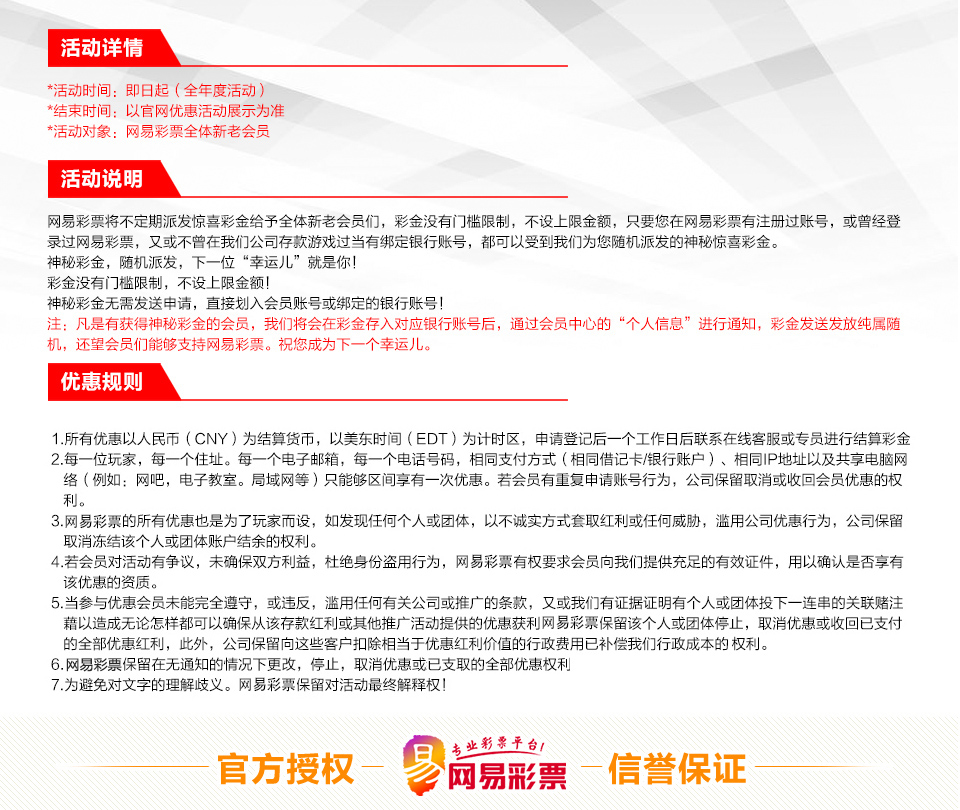 活动详情
*活动时间：即日起（全年度活动）
*结束时间：以官网优惠活动展示为准
*活动对象：网易彩票全体新老会员
活动说明
网易彩票将不定期派发惊喜彩金给予全体新老会员们，彩金没有门槛限制，不设上限金额，只要您在网易彩票有注册过账号，或曾经登
录过网易彩票，又或不曾在我们公司存款游戏过当有绑定银行账号，都可以受到我们为您随机派发的神秘惊喜彩金。
神秘彩金，随机派发，下一位“幸运儿”就是你！
彩金没有门槛限制，不设上限金额！
神秘彩金无需发送申请，直接划入会员账号或绑定的银行账号！
注：凡是有获得神秘彩金的会员，我们将会在彩金存入对应银行账号后，通过会员中心的“个人信息”进行通知，彩金发送发放纯属随
机，还望会员们能够支持网易彩票。祝您成为下一个幸运儿。
优惠规则
1.所有优惠以人民币（CNY）为结算货币，以美东时间（EDT）为计时区，申请登记后一个工作日后联系在线客服或专员进行结算彩金
2.每一位玩家，每一个住址。每一个电子邮箱，每一个电话号码，相同支付方式（相同借记卡/银行账户）、相同IP地址以及共享电脑网
络（例如：网吧，电子教室。局域网等）只能够区间享有一次优惠。若会员有重复申请账号行为，公司保留取消或收回会员优惠的权
利。
3.网易彩票的所有优惠也是为了玩家而设，如发现任何个人或团体，以不诚实方式套取红利或任何威胁，滥用公司优惠行为，公司保留
取消冻结该个人或团体账户结余的权利。
4.若会员对活动有争议，未确保双方利益，杜绝身份盗用行为，网易彩票有权要求会员向我们提供充足的有效证件，用以确认是否享有
该优惠的资质。
5.当参与优惠会员未能完全遵守，或违反，滥用任何有关公司或推广的条款，又或我们有证据证明有个人或团体投下一连串的关联赌注
藉以造成无论怎样都可以确保从该存款红利或其他推广活动提供的优惠获利网易彩票保留该个人或团体停止，取消优惠或收回已支付
的全部优惠红利，此外，公司保留向这些客户扣除相当于优惠红利价值的行政费用已补偿我们行政成本的 权利。
6.网易彩票保留在无通知的情况下更改，停止，取消优惠或已支取的全部优惠权利
7.为避免对文字的理解歧义。网易彩票保留对活动最终解释权！
官方授权
易
专业彩票平台！
网易彩票
信誉保证